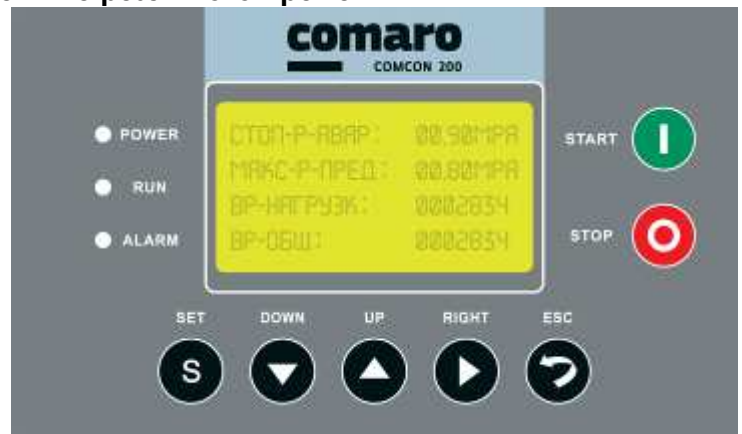 comaro
COMCON 200
POWER
RUN
ALARM
СТОП-Р-АВАР: 00.90MPA
МАКС-Р-ПРЕД: 00.80MPA
ВР-НАГРУЗК: 0002834
ВР-ОБЩ: 0002834
START
STOP
SET DOWN UP RIGHT ESC
S